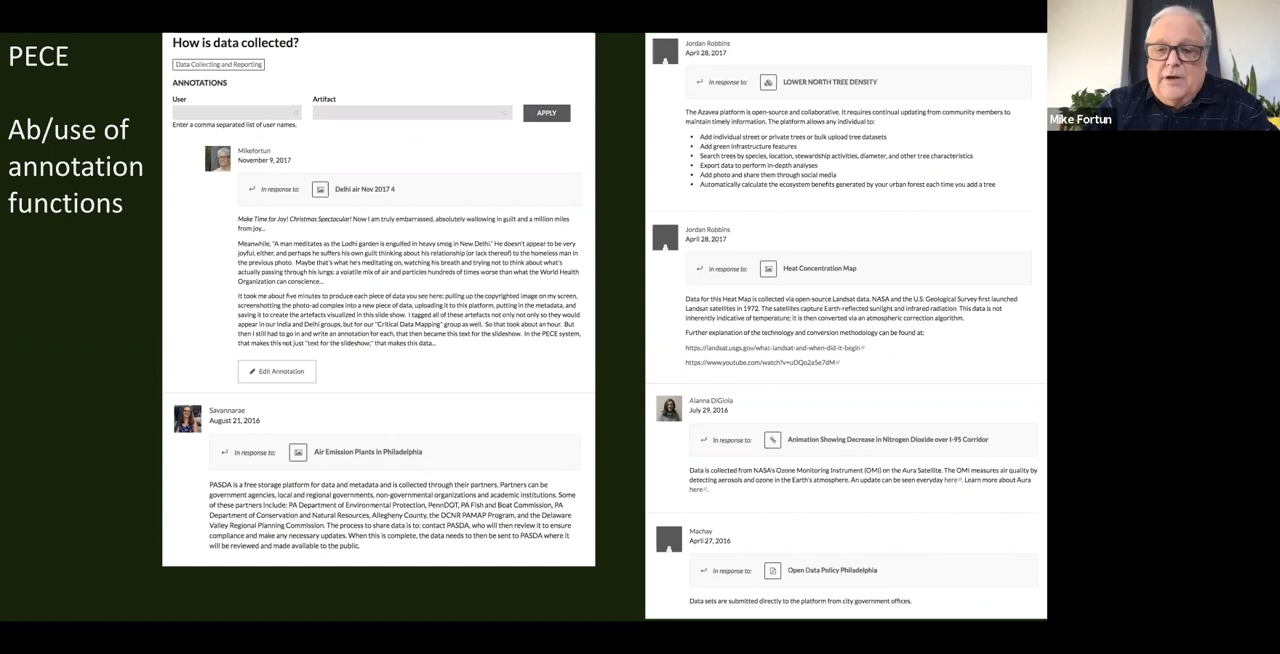 PECE
Ab/use of
annotation
functions
How is data collected?
Data Collecting and Reporting
ANNOTATIONS
User
Artifact
APPLY
Enter a comma separated list of user names.
Mikefortun
November 9, 2017
In response to:
Delhi air Nov 2017 4
Make Time for Joy! Christmas Spectacular! Now I am truly embarrassed, absolutely wallowing in guilt and a million miles
from joy...
Meanwhile, "A man meditates as the Lodhi garden is engulfed in heavy smog in New Delhi." He doesn't appear to be very
joyful, either, and perhaps he suffers his own guilt thinking about his relationship (or lack thereof) to the homeless man in
the previous photo. Maybe that's what he's meditating on, watching his breath and trying not to think about what's
actually passing through his lungs: a volatile mix of air and particles hundreds of times worse than what the World Health
Organization can conscience...
It took me about five minutes to produce each piece of data you see here: pulling up the copyrighted image on my screen,
screenshotting the photo-ad complex into a new piece of data, uploading it to this platform, putting in the metadata, and
saving it to create the artefacts visualized in this slide show. I tagged all of these artefacts not only not only so they would
appear in our India and Delhi groups, but for our "Critical Data Mapping" group as well. So that took about an hour. But
then I still had to go in and write an annotation for each, that then became this text for the slideshow. In the PECE system,
that makes this not just "text for the slideshow;" that makes this data...
Edit Annotation
Savannarae
August 21, 2016
In response to:
Air Emission Plants in Philadelphia
PASDA is a free storage platform for data and metadata and is collected through their partners. Partners can be
government agencies, local and regional governments, non-governmental organizations and academic institutions. Some
of these partners include: PA Department of Environmental Protection, PennDOT, PA Fish and Boat Commission, PA
Department of Conservation and Natural Resources, Allegheny County, the DCNR PAMAP Program, and the Delaware
Valley Regional Planning Commission. The process to share data is to: contact PASDA, who will then review it to ensure
compliance and make any necessary updates. When this is complete, the data needs to then be sent to PASDA where it
will be reviewed and made available to the public.
Jordan Robbins
April 28, 2017
In response to:
LOWER NORTH TREE DENSITY
The Azavea platform is open-source and collaborative. It requires continual updating from community members to
maintain timely information. The platform allows any individual to:
Add individual street or private trees or bulk upload tree datasets
Add green infrastructure features
Search trees by species, location, stewardship activities, diameter, and other tree characteristics
Export data to perform in-depth analyses
Add photo and share them through social media
Automatically calculate the ecosystem benefits generated by your urban forest each time you add a tree
Jordan Robbins
April 28, 2017
In response to:
Heat Concentration Map
Data for this Heat Map is collected via open-source Landsat data. NASA and the U.S. Geological Survey first launched
Landsat satellites in 1972. The satellites capture Earth-reflected sunlight and infrared radiation. This data is not
inherently indicative of temperature; it is then converted via an atmospheric correction algorithm.
Further explanation of the technology and conversion methodology can be found at:
https://landsat.usgs.gov/what-landsat-and-when-did-it-begin
https://www.youtube.com/watch?v=uDQo2a5e7dM
Alanna DiGioia
July 29, 2016
In response to:
Animation Showing Decrease in Nitrogen Dioxide over I-95 Corridor
Data is collected from NASA's Ozone Monitoring Instrument (OMI) on the Aura Satellite. The OMI measures air quality by
detecting aerosols and ozone in the Earth's atmosphere. An update can be seen everyday here. Learn more about Aura
here.
Machay
April 27, 2016
In response to:
Open Data Policy Philadelphia
Data sets are submitted directly to the platform from city government offices.
Mike Fortun